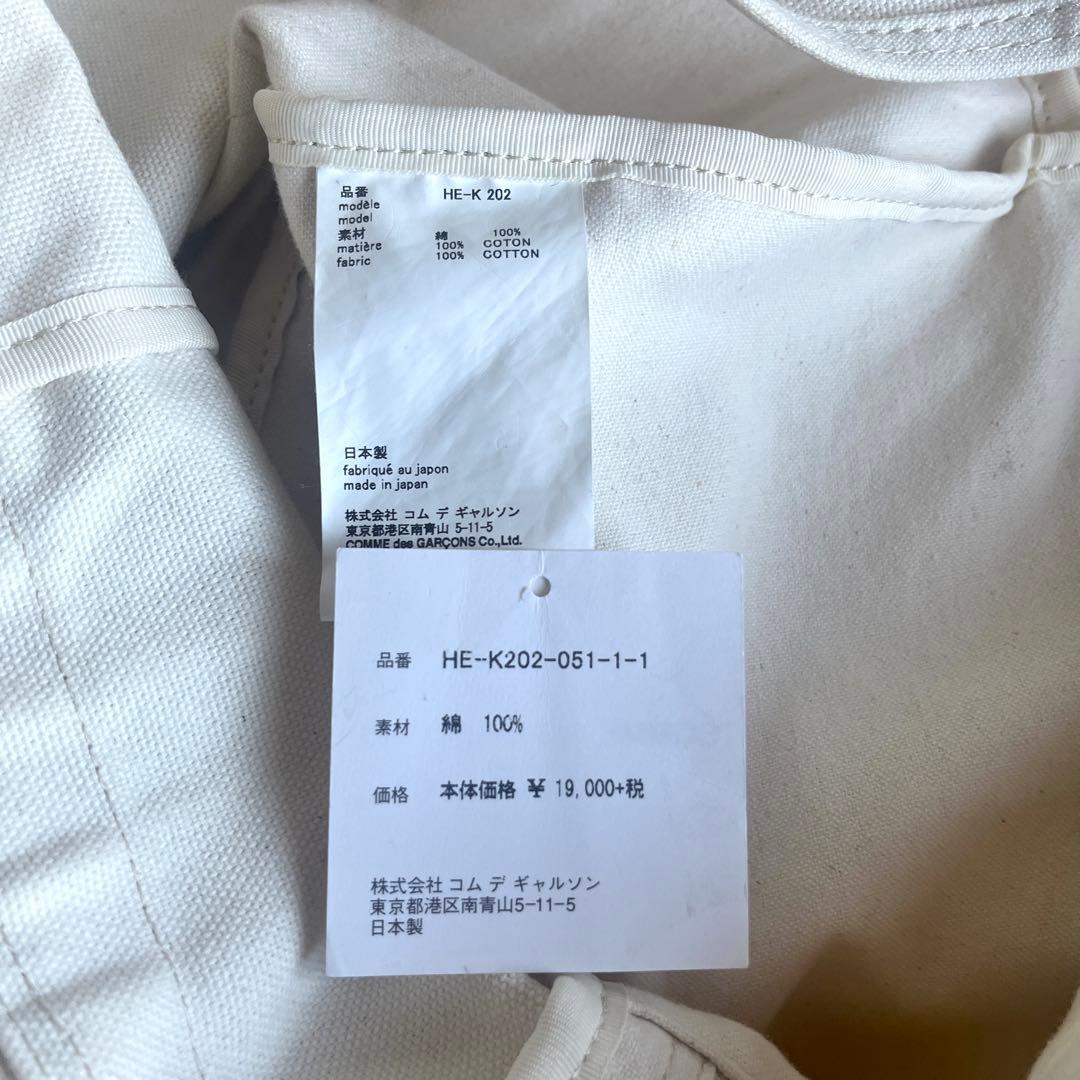 品番 HE-K 202
modèle
model
素材 綿 100%
matière 100% COTON
fabric 100% COTTON
日本製
fabriqué au japon
made in japan
株式会社 コム デ ギャルソン
東京都港区南青山 5-11-5
COMME des GARÇONS Co.,Ltd.
品番 HE-K202-051-1-1
素材 綿 100%
価格 本体価格 ¥ 19,000+税
株式会社 コム デ ギャルソン
東京都港区南青山5-11-5
日本製